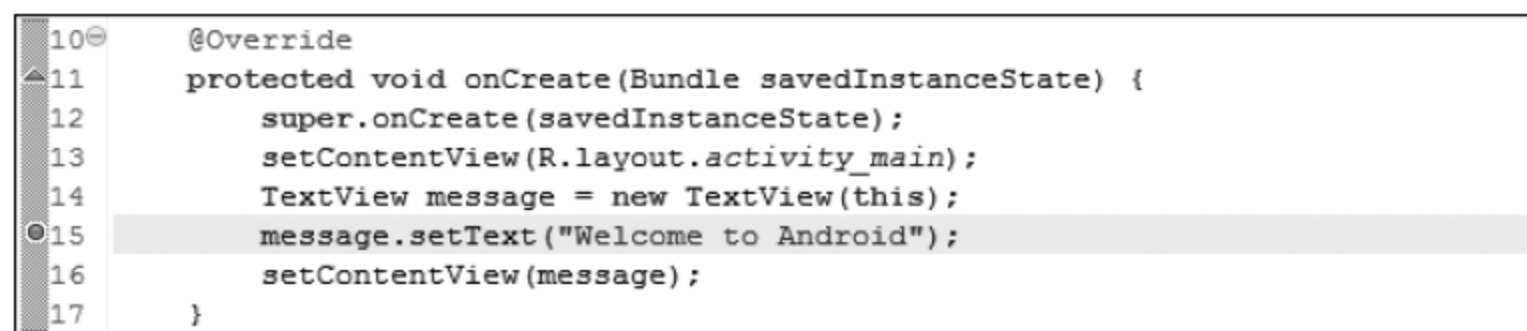 10 @Override
11 protected void onCreate(Bundle savedInstanceState) {
12 super.onCreate(savedInstanceState);
13 setContentView(R.layout.activity_main);
14 TextView message = new TextView(this);
15 message.setText("Welcome to Android");
16 setContentView(message);
17 }